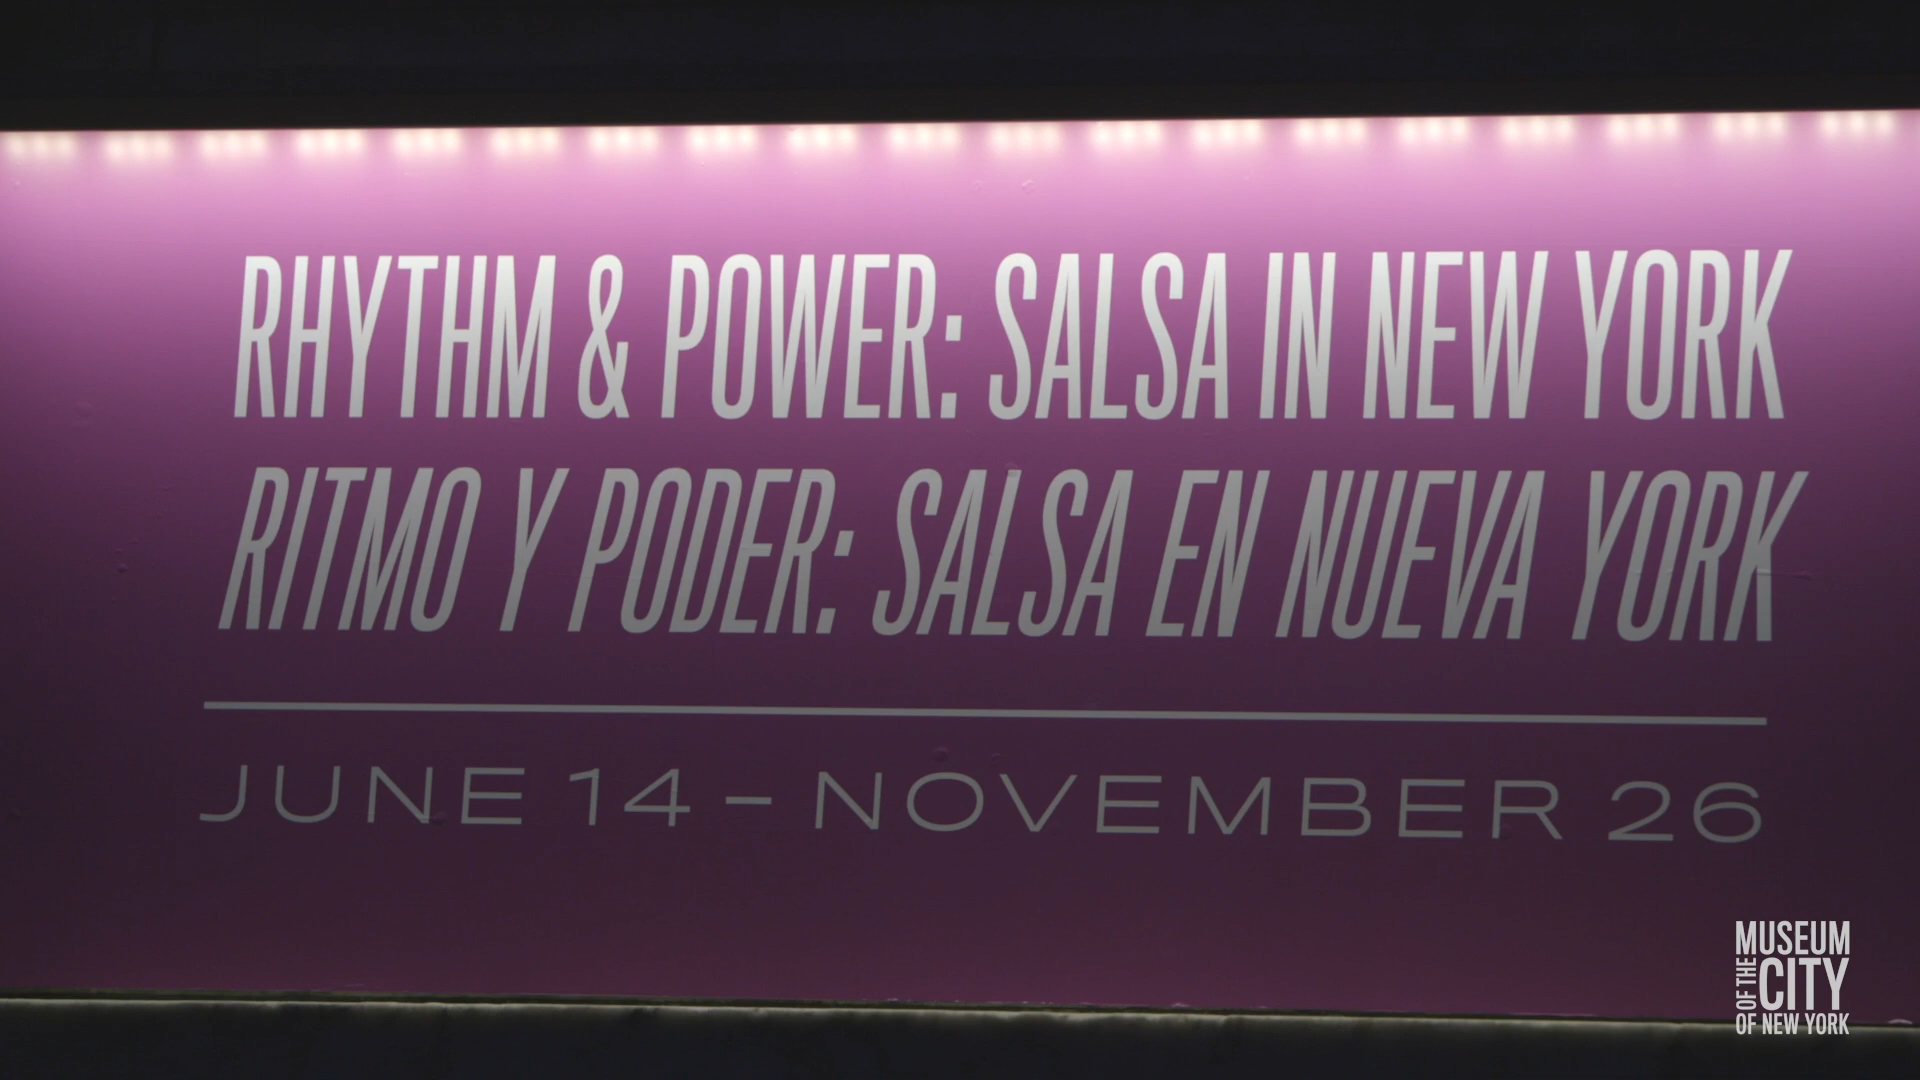 RHYTHM & POWER: SALSA IN NEW YORK
RITMO Y PODER: SALSA EN NUEVA YORK
JUNE 14 – NOVEMBER 26
MUSEUM
OF THE CITY
OF NEW YORK